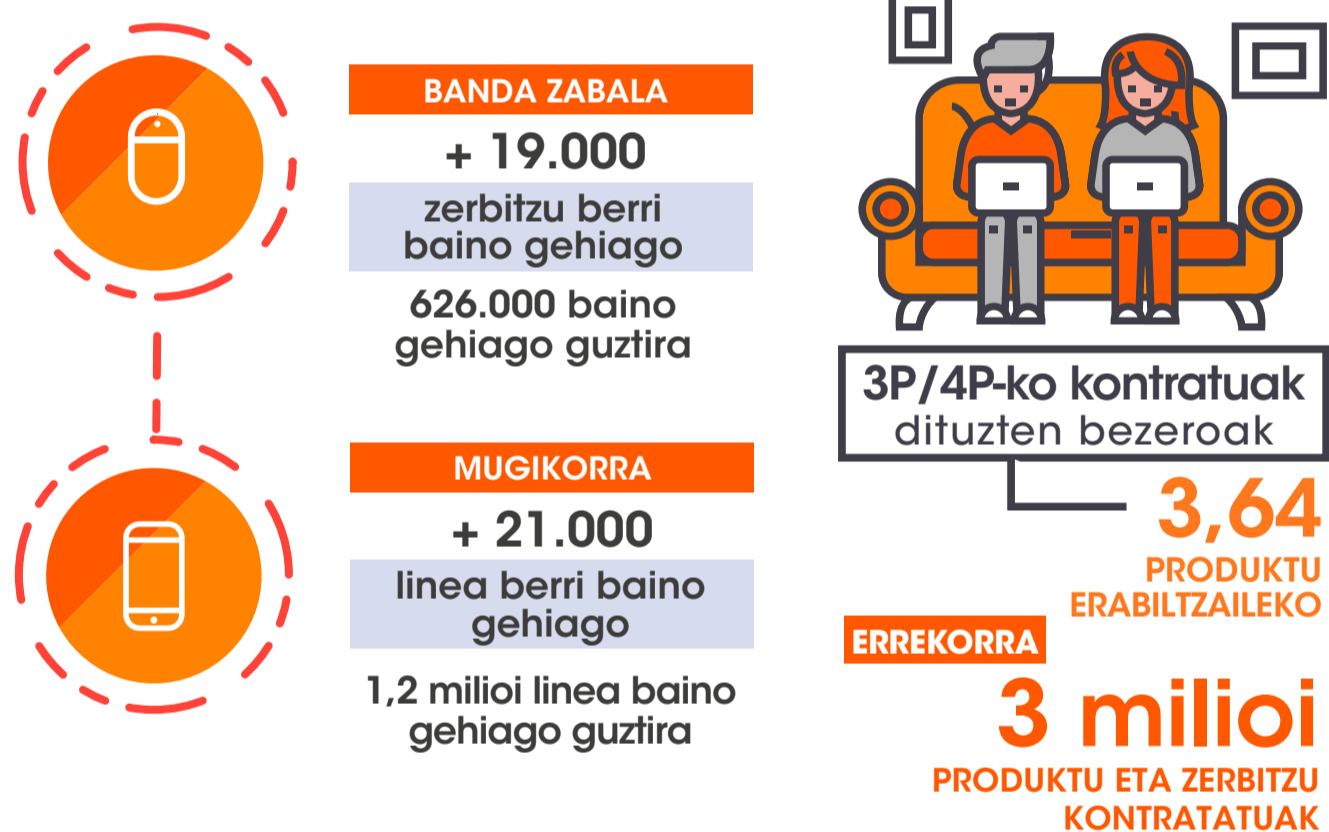 BANDA ZABALA
+ 19.000
zerbitzu berri
baino gehiago
626.000 baino
gehiago guztira
MUGIKORRA
+ 21.000
linea berri baino
gehiago
1,2 milioi linea baino
gehiago guztira
3P/4P-ko kontratuak
dituzten bezeroak
3,64
PRODUKTU
ERABILTZAILEKO
ERREKORRA
3 milioi
PRODUKTU ETA ZERBITZU
KONTRATATUAK